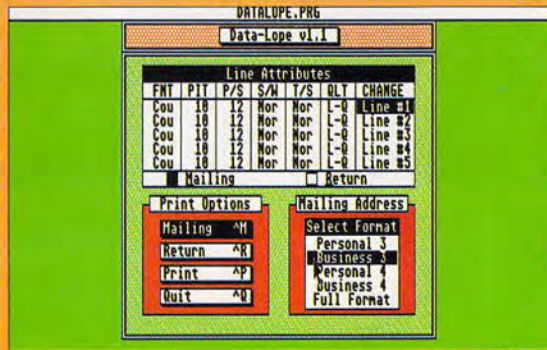 DATALOPE.PRG
Data-Lope v1.1
Line Attributes
FNT PIT P/S S/W T/S QLT CHANGE
Cou 10 12 Nor Nor L-Q Line #1
Cou 10 12 Nor Nor L-Q Line #2
Cou 10 12 Nor Nor L-Q Line #3
Cou 10 12 Nor Nor L-Q Line #4
Cou 10 12 Nor Nor L-Q Line #5
Mailing Return
Print Options
Mailing ^M
Return ^R
Print ^P
Quit ^Q
Mailing Address
Select Format
Personal 3
Business 3
Personal 4
Business 4
Full Format